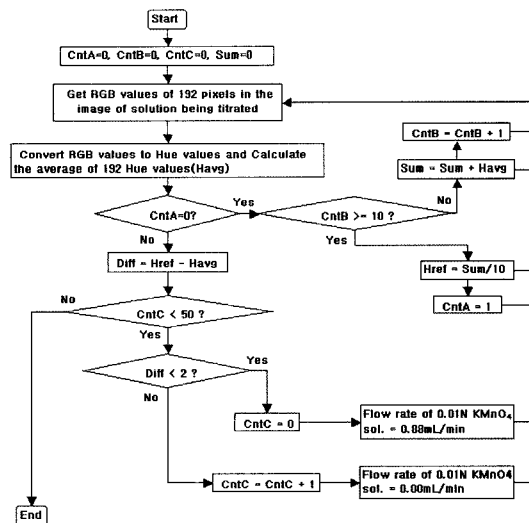 Start
CntA=0, CntB=0, CntC=0, Sum=0
Get RGB values of 192 pixels in the
image of solution being titrated
CntB = CntB + 1
Convert RGB values to Hue values and Calculate
the average of 192 Hue values(Havg)
Sum = Sum + Havg
CntA=0?
Yes
CntB >= 10 ?
No
No
Yes
Diff = Href - Havg
Href = Sum/10
No
CntC < 50 ?
CntA = 1
Yes
Diff < 2 ?
Yes
No
CntC = 0
Flow rate of 0.01N KMnO₄
sol. = 0.88mL/min
CntC = CntC + 1
Flow rate of 0.01N KMnO4
sol. = 0.00mL/min
End